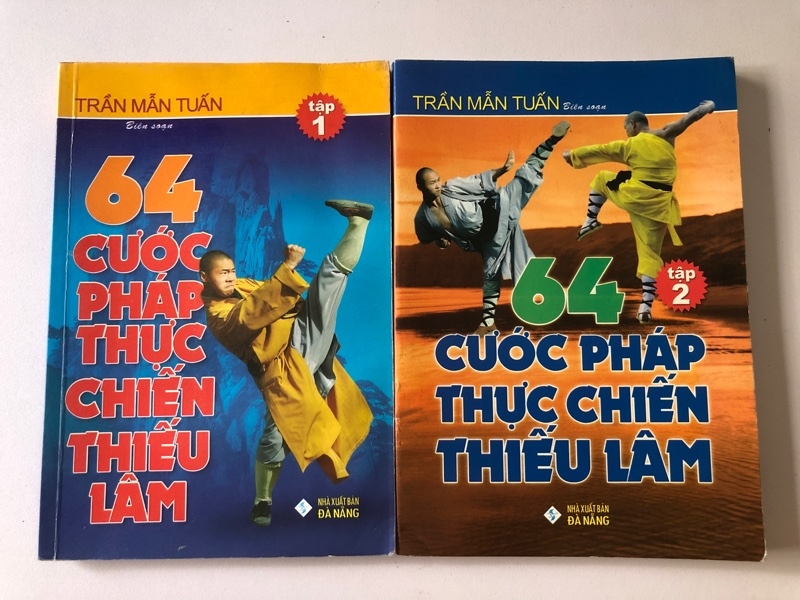 TRẦN MẪN TUẤN
Biên soạn
tập
1
64
CƯỚC
PHÁP
THỰC
CHIẾN
THIẾU
LÂM
NHÀ XUẤT BẢN
ĐÀ NẴNG
TRẦN MẪN TUẤN
Biên soạn
64
tập
2
CƯỚC PHÁP
THỰC CHIẾN
THIẾU LÂM
NHÀ XUẤT BẢN
ĐÀ NẴNG